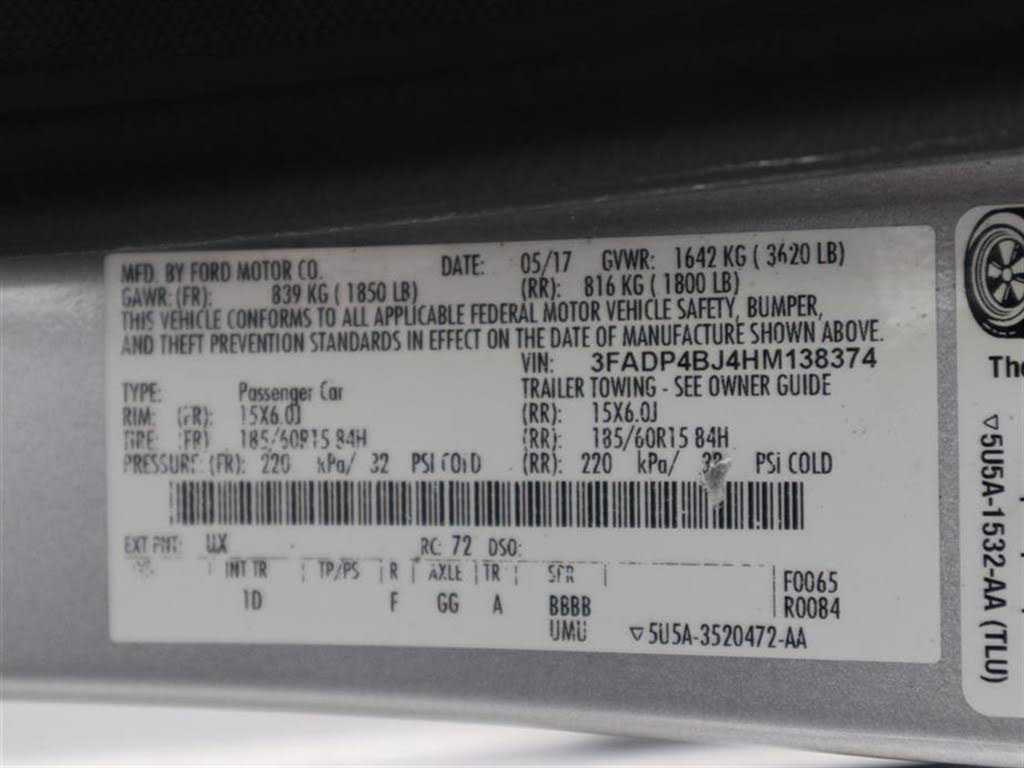 MFD. BY FORD MOTOR CO. DATE: 05/17 GVWR: 1642 KG ( 3620 LB)
GAWR: (FR): 839 KG ( 1850 LB) (RR): 816 KG ( 1800 LB)
THIS VEHICLE CONFORMS TO ALL APPLICABLE FEDERAL MOTOR VEHICLE SAFETY, BUMPER,
AND THEFT PREVENTION STANDARDS IN EFFECT ON THE DATE OF MANUFACTURE SHOWN ABOVE.
VIN: 3FADP4BJ4HM138374
TYPE: Passenger Car TRAILER TOWING - SEE OWNER GUIDE
RIM: (FR): 15X6.0J (RR): 15X6.0J
TIRE (FR) 185/60R15 84H (RR): 185/60R15 84H
PRESSURE (FR): 220 kPa/ 32 PSI COLD (RR): 220 kPa/ 32 PSi COLD
EXT PNT: UX RC: 72 DSO:
INT TR TP/PS R AXLE TR SPR F0065
1D F GG A BBBB R0084
UMU ▽5U5A-3520472-AA
The
▽5U5A-1532-AA (TLU)